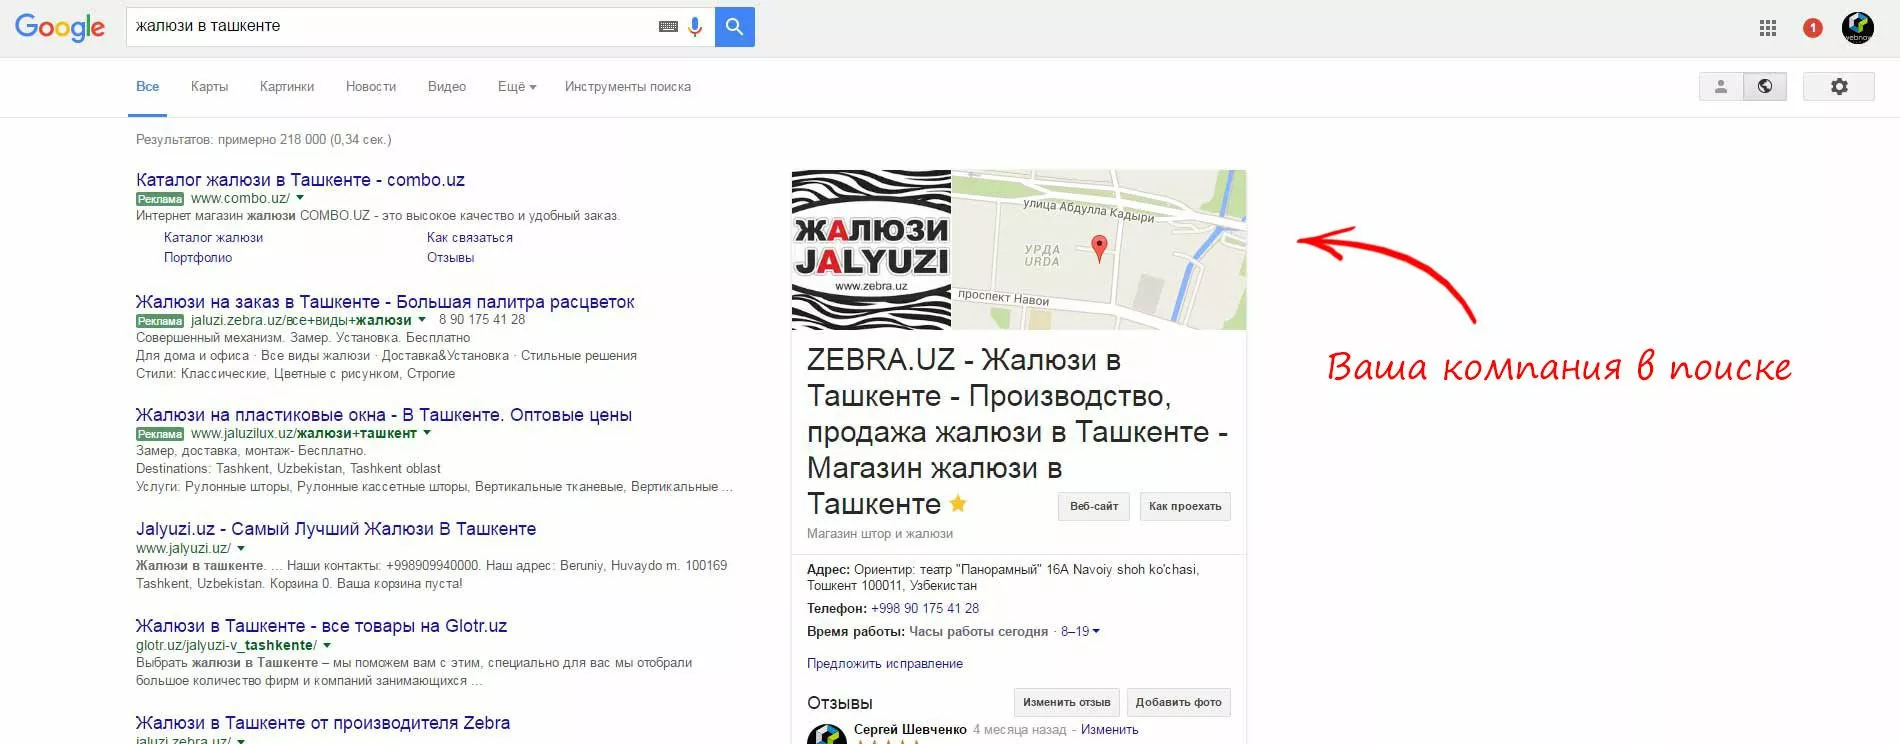 Google
жалюзи в ташкенте
1
webnow
Все
Карты
Картинки
Новости
Видео
Ещё
Инструменты поиска
Результатов: примерно 218 000 (0,34 сек.)
Каталог жалюзи в Ташкенте - combo.uz
Реклама www.combo.uz/
Интернет магазин жалюзи COMBO.UZ - это высокое качество и удобный заказ.
Каталог жалюзи
Как связаться
Портфолио
Отзывы
Жалюзи на заказ в Ташкенте - Большая палитра расцветок
Реклама jaluzi.zebra.uz/все+виды+жалюзи 8 90 175 41 28
Совершенный механизм. Замер. Установка. Бесплатно
Для дома и офиса · Все виды жалюзи · Доставка&Установка · Стильные решения
Стили: Классические, Цветные с рисунком, Строгие
Жалюзи на пластиковые окна - В Ташкенте. Оптовые цены
Реклама www.jaluzilux.uz/жалюзи+ташкент
Замер, доставка, монтаж- Бесплатно.
Destinations: Tashkent, Uzbekistan, Tashkent oblast
Услуги: Рулонные шторы, Рулонные кассетные шторы, Вертикальные тканевые, Вертикальные ...
Jalyuzi.uz - Самый Лучший Жалюзи В Ташкенте
www.jalyuzi.uz/
Жалюзи в ташкенте. ... Наши контакты: +998909940000. Наш адрес: Beruniy, Huvaydo m. 100169
Tashkent, Uzbekistan. Корзина 0. Ваша корзина пуста!
Жалюзи в Ташкенте - все товары на Glotr.uz
glotr.uz/jalyuzi-v_tashkente/
Выбрать жалюзи в Ташкенте – мы поможем вам с этим, специально для вас мы отобрали
большое количество фирм и компаний занимающихся ...
Жалюзи в Ташкенте от производителя Zebra
jaluzi.zebra.uz/
ЖАЛЮЗИ
JALYUZI
www.zebra.uz
улица Абдулла Кадыри
УРДА
URDA
проспект Навои
ZEBRA.UZ - Жалюзи в
Ташкенте - Производство,
продажа жалюзи в Ташкенте -
Магазин жалюзи в
Ташкенте
Веб-сайт
Как проехать
Магазин штор и жалюзи
Адрес: Ориентир: театр "Панорамный" 16A Navoiy shoh ko'chasi,
Тошкент 100011, Узбекистан
Телефон: +998 90 175 41 28
Время работы: Часы работы сегодня · 8–19
Предложить исправление
Отзывы
Изменить отзыв
Добавить фото
Сергей Шевченко 4 месяца назад - Изменить
Ваша компания в поиске